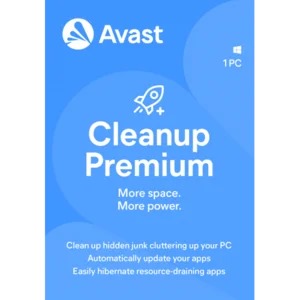 Avast
1 PC
Cleanup
Premium
More space.
More power.
Clean up hidden junk cluttering up your PC
Automatically update your apps
Easily hibernate resource-draining apps